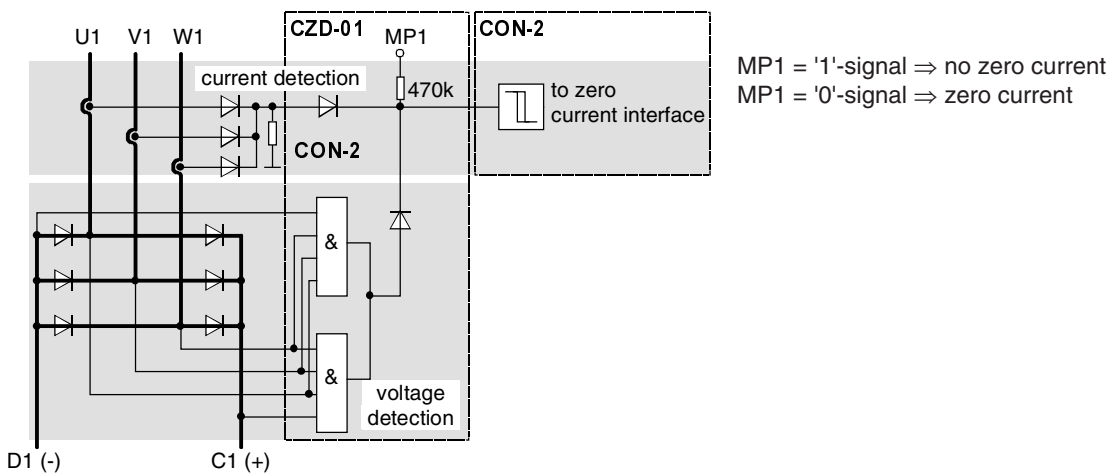 CZD-01
MP1
CON-2
U1 V1 W1
current detection
470k
to zero
current interface
CON-2
MP1 = '1'-signal ⇒ no zero current
MP1 = '0'-signal ⇒ zero current
&
&
voltage
detection
D1 (-)
C1 (+)